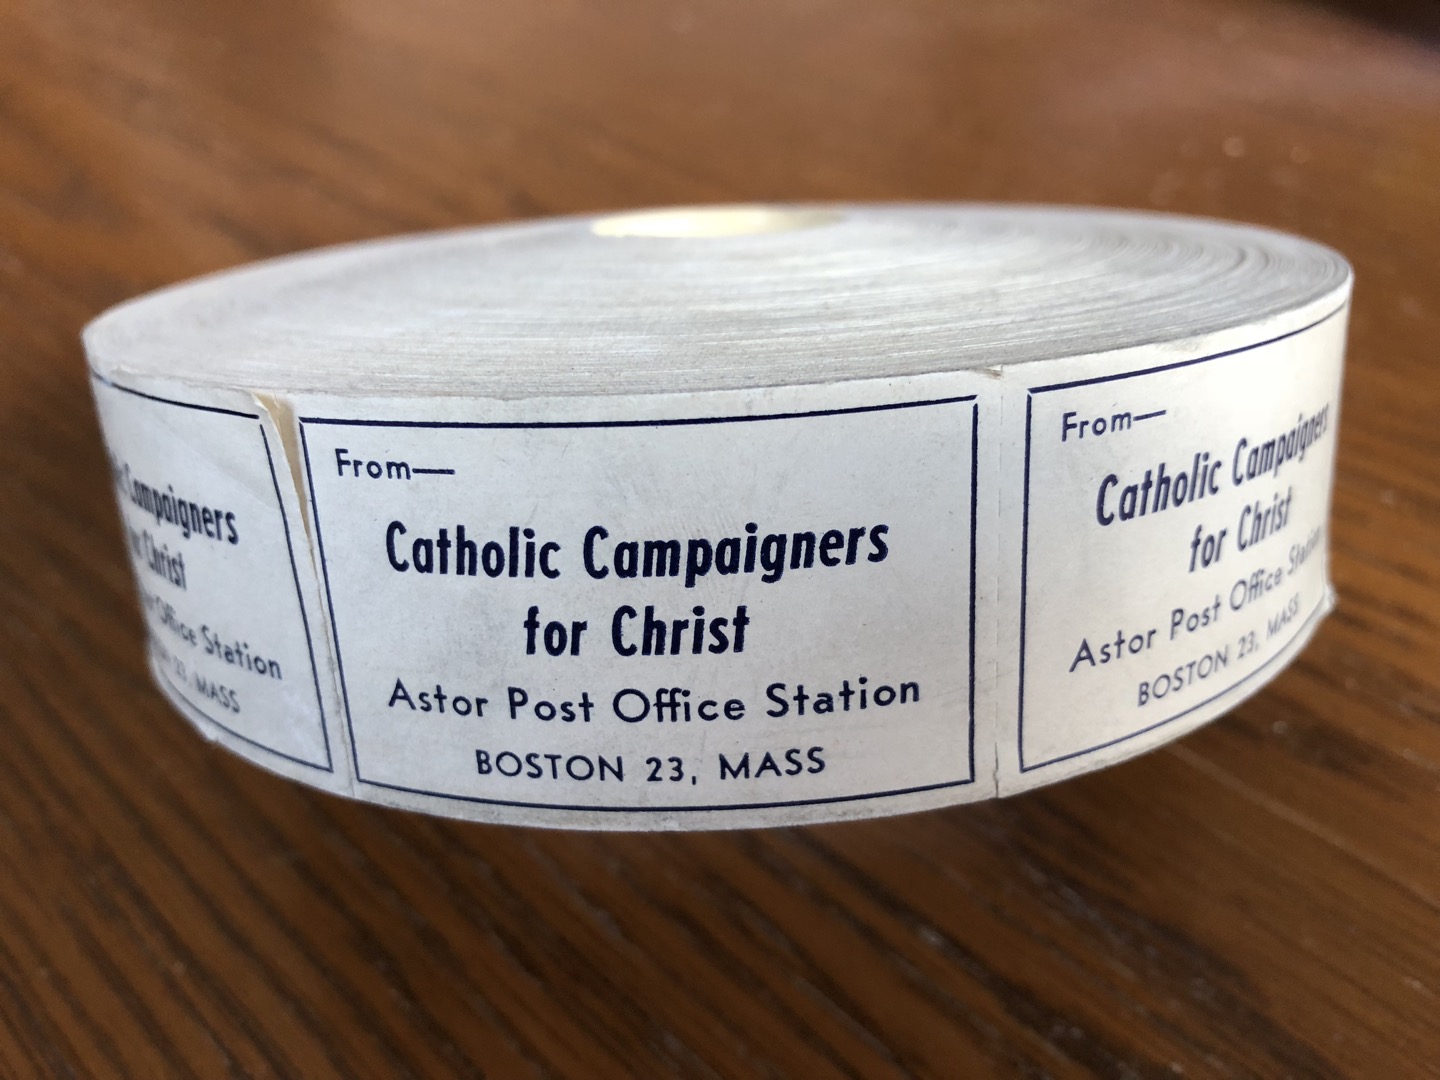 Campaigners
Christ
Office Station
MASS
From—
Catholic Campaigners
for Christ
Astor Post Office Station
BOSTON 23, MASS
From—
Catholic Campaigners
for Christ
Astor Post Office Station
BOSTON 23, MASS